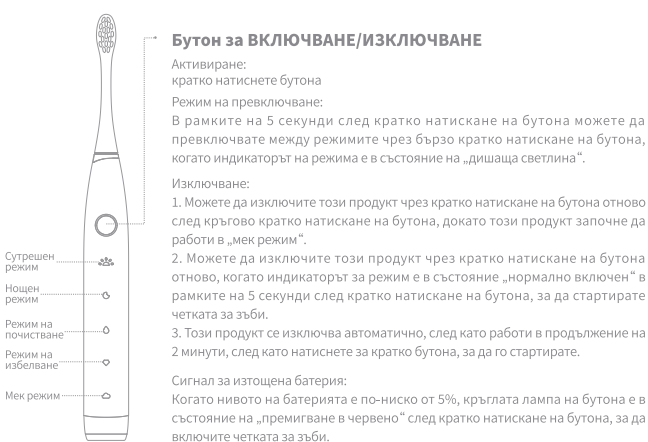 Бутон за ВКЛЮЧВАНЕ/ИЗКЛЮЧВАНЕ
Активиране:
кратко натиснете бутона
Режим на превключване:
В рамките на 5 секунди след кратко натискане на бутона можете да
превключвате между режимите чрез бързо кратко натискане на бутона,
когато индикаторът на режима е в състояние на „дишаща светлина“.
Изключване:
1. Можете да изключите този продукт чрез кратко натискане на бутона отново
след кръгово кратко натискане на бутона, докато този продукт започне да
работи в „мек режим“.
2. Можете да изключите този продукт чрез кратко натискане на бутона
отново, когато индикаторът за режим е в състояние „нормално включен“ в
рамките на 5 секунди след кратко натискане на бутона, за да стартирате
четката за зъби.
3. Този продукт се изключва автоматично, след като работи в продължение на
2 минути, след като натиснете за кратко бутона, за да го стартирате.
Сигнал за изтощена батерия:
Когато нивото на батерията е по-ниско от 5%, кръглата лампа на бутона е в
състояние на „премигване в червено“ след кратко натискане на бутона, за да
включите четката за зъби.
Сутрешен
режим
Нощен
режим
Режим на
почистване
Режим на
избелване
Мек режим